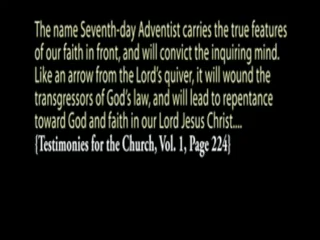 The name Seventh-day Adventist carries the true features
of our faith in front, and will convict the inquiring mind.
Like an arrow from the Lord's quiver, it will wound the
transgressors of God's law, and will lead to repentance
toward God and faith in our Lord Jesus Christ....
{Testimonies for the Church, Vol. 1, Page 224}